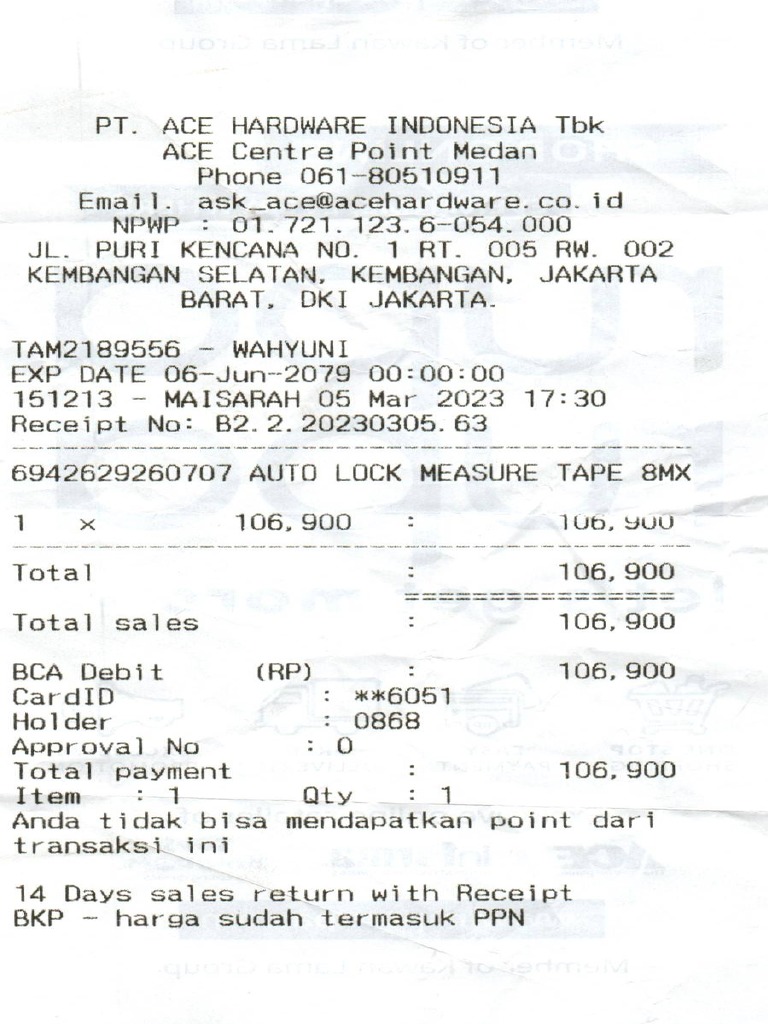 PT. ACE HARDWARE INDONESIA Tbk
ACE Centre Point Medan
Phone 061-80510911
Email. ask_ace@acehardware.co.id
NPWP : 01.721.123.6-054.000
JL. PURI KENCANA NO. 1 RT. 005 RW. 002
KEMBANGAN SELATAN, KEMBANGAN, JAKARTA
BARAT, DKI JAKARTA.
TAM2189556 - WAHYUNI
EXP DATE 06-Jun-2079 00:00:00
151213 - MAISARAH 05 Mar 2023 17:30
Receipt No: B2.2.20230305.63
6942629260707 AUTO LOCK MEASURE TAPE 8MX
1 x 106,900 : 106,900
Total : 106,900
Total sales : 106,900
BCA Debit (RP) : 106,900
CardID : **6051
Holder : 0868
Approval No : 0
Total payment : 106,900
Item : 1 Qty : 1
Anda tidak bisa mendapatkan point dari
transaksi ini
14 Days sales return with Receipt
BKP - harga sudah termasuk PPN